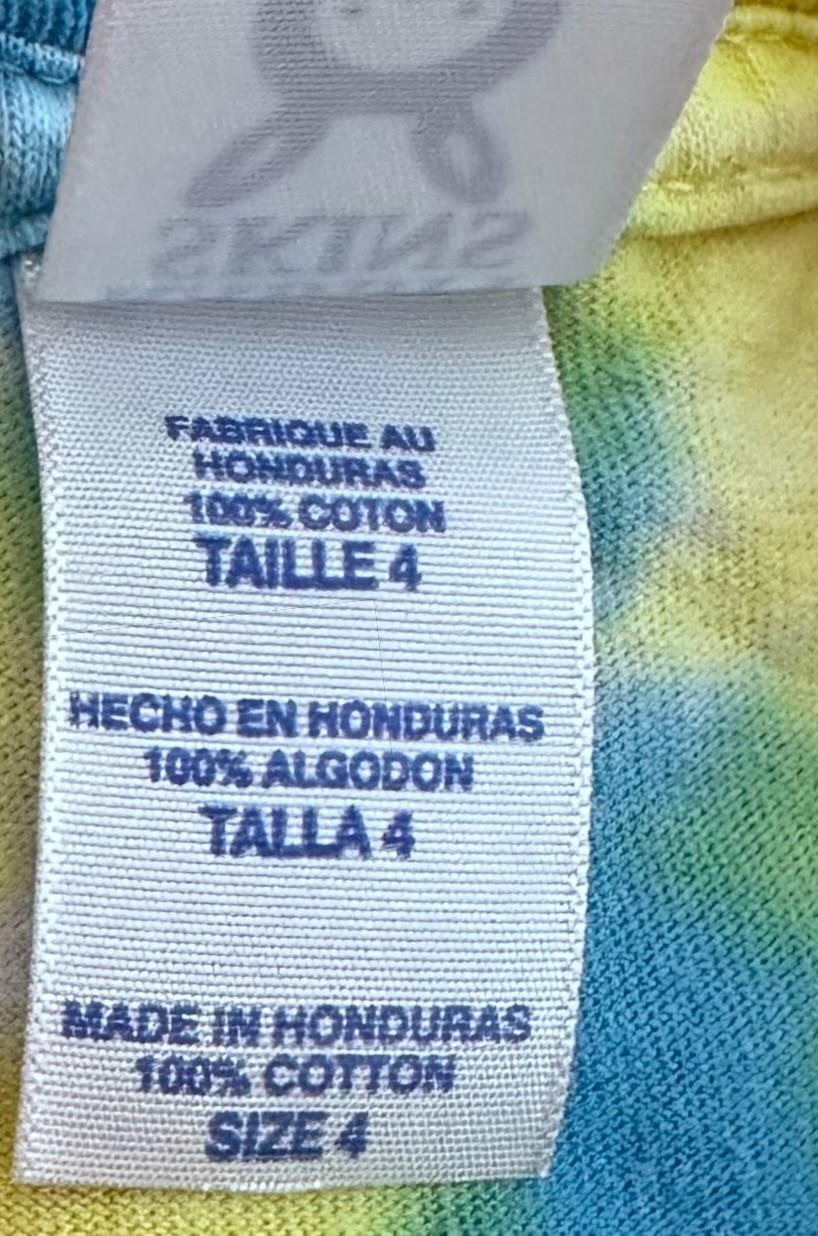 SKINS
FABRIQUE AU
HONDURAS
100% COTON
TAILLE 4
HECHO EN HONDURAS
100% ALGODON
TALLA 4
MADE IN HONDURAS
100% COTTON
SIZE 4